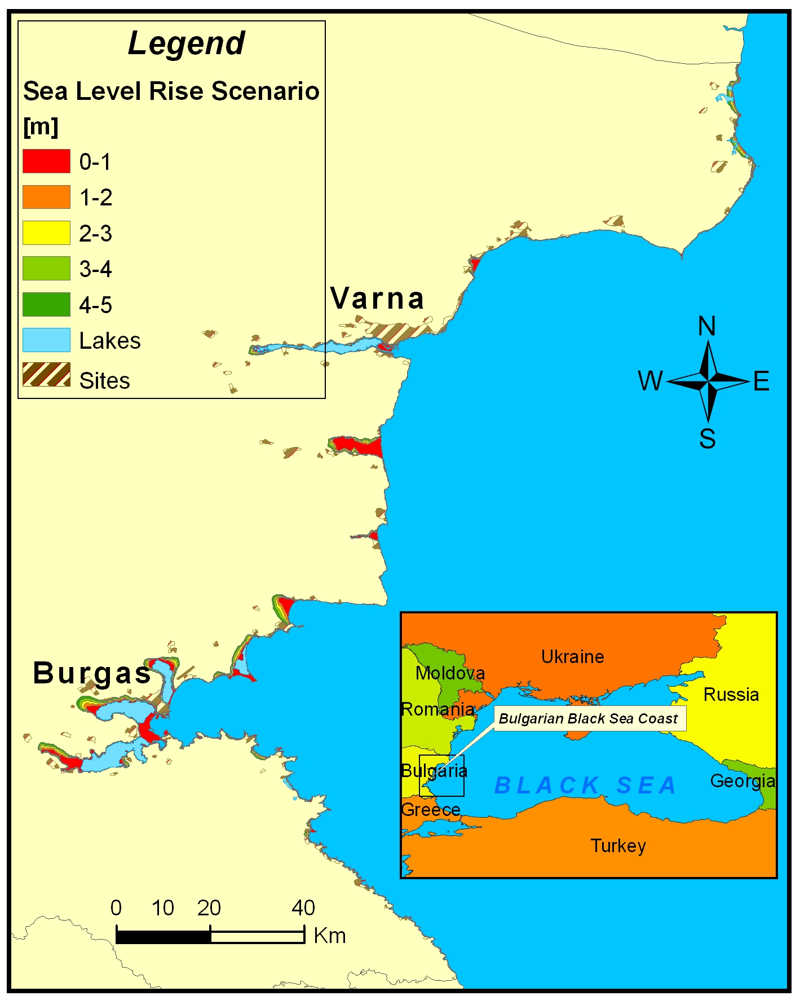 Legend
Sea Level Rise Scenario
[m]
0-1
1-2
2-3
3-4
4-5
Lakes
Sites
Varna
N
W E
S
Burgas
Ukraine
Moldova
Russia
Romania
Bulgarian Black Sea Coast
Bulgaria
BLACK SEA
Georgia
Greece
Turkey
0 10 20 40
Km